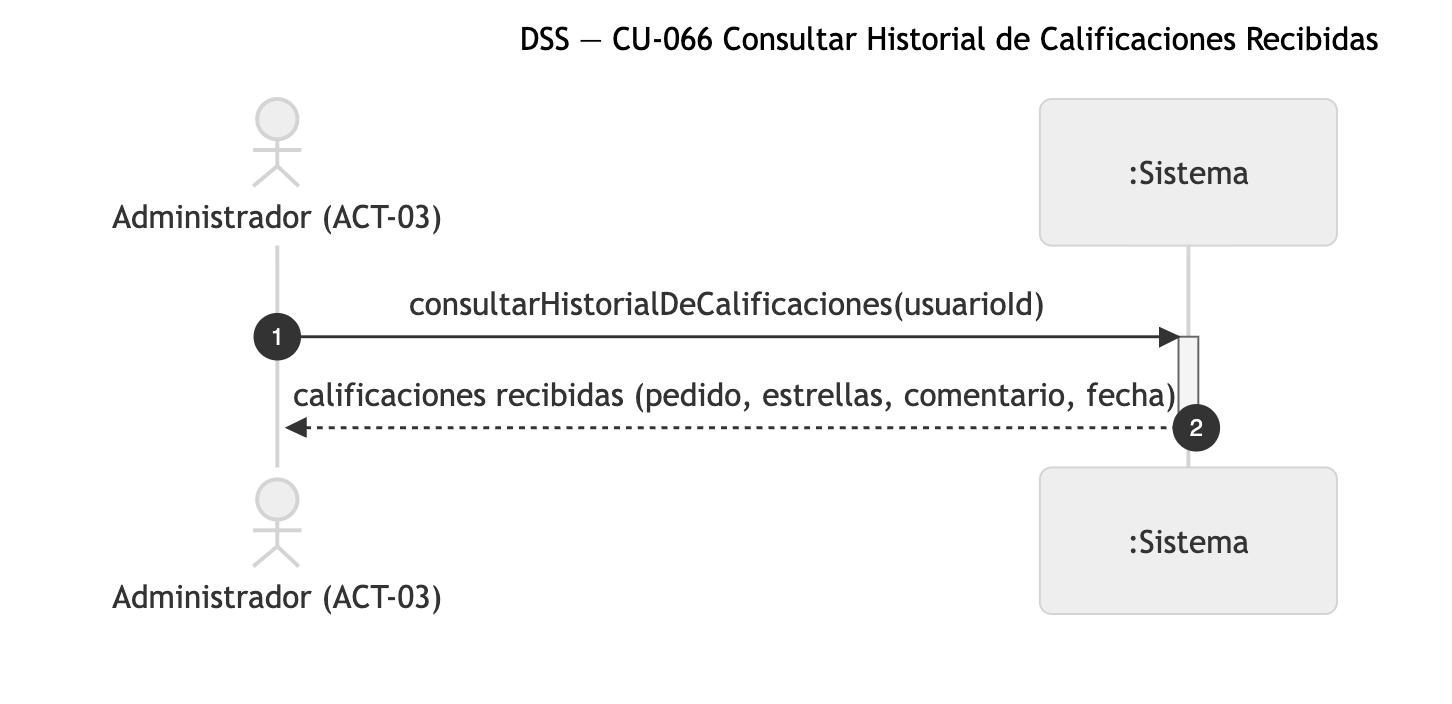 DSS — CU-066 Consultar Historial de Calificaciones Recibidas
Administrador (ACT-03)
:Sistema
consultarHistorialDeCalificaciones(usuarioId)
1
calificaciones recibidas (pedido, estrellas, comentario, fecha)
2
Administrador (ACT-03)
:Sistema